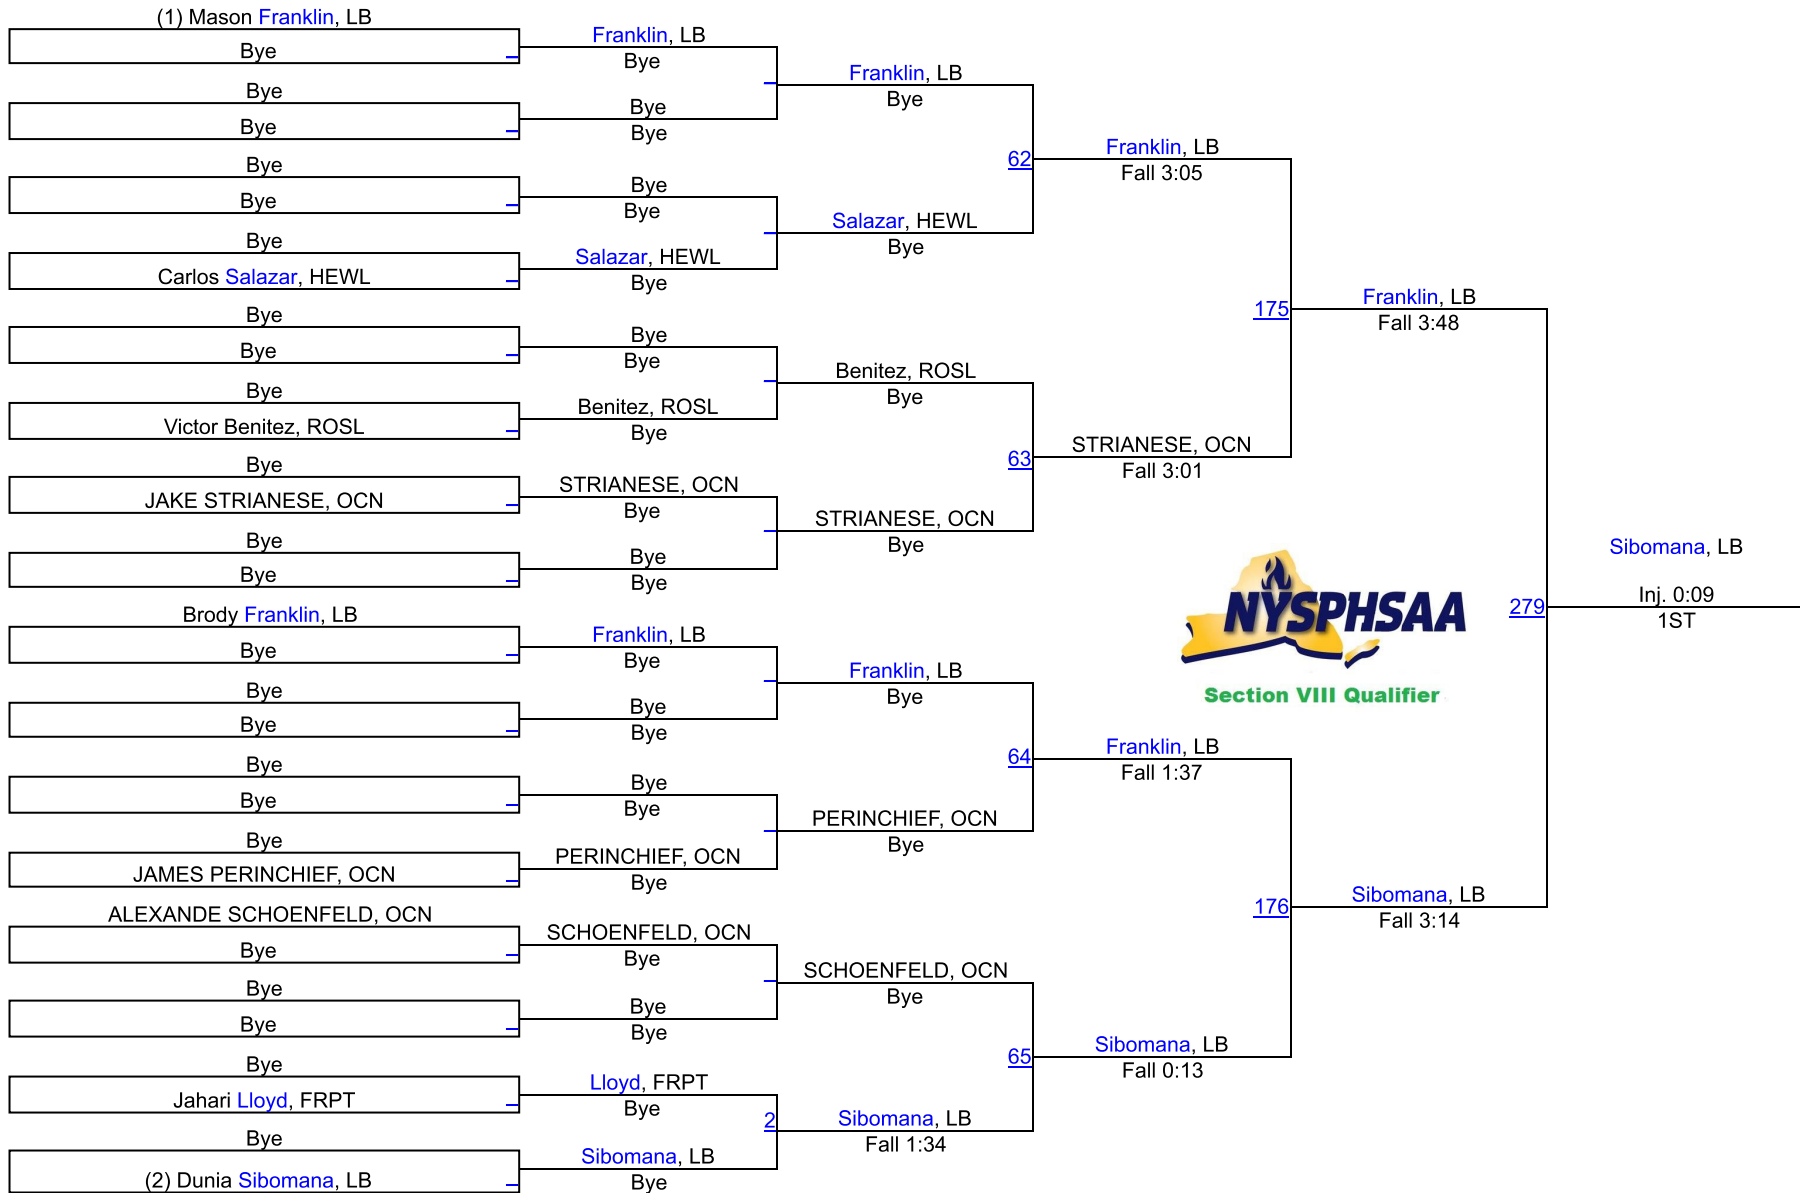 (1) Mason Franklin, LB
Bye
Bye
Bye
Bye
Bye
Bye
Carlos Salazar, HEWL
Bye
Bye
Bye
Victor Benitez, ROSL
Bye
JAKE STRIANESE, OCN
Bye
Bye
Brody Franklin, LB
Bye
Bye
Bye
Bye
Bye
Bye
JAMES PERINCHIEF, OCN
ALEXANDE SCHOENFELD, OCN
Bye
Bye
Bye
Bye
Jahari Lloyd, FRPT
Bye
(2) Dunia Sibomana, LB
Franklin, LB
Bye
Bye
Bye
Bye
Bye
Salazar, HEWL
Bye
Bye
Bye
Benitez, ROSL
Bye
STRIANESE, OCN
Bye
Bye
Bye
Franklin, LB
Bye
Bye
Bye
Bye
Bye
PERINCHIEF, OCN
Bye
SCHOENFELD, OCN
Bye
Bye
Bye
Lloyd, FRPT
Bye
2
Sibomana, LB
Bye
Franklin, LB
Bye
62
Salazar, HEWL
Bye
Benitez, ROSL
Bye
63
STRIANESE, OCN
Bye
Franklin, LB
Bye
64
PERINCHIEF, OCN
Bye
SCHOENFELD, OCN
Bye
65
Sibomana, LB
Fall 1:34
Franklin, LB
Fall 3:05
175
STRIANESE, OCN
Fall 3:01
Franklin, LB
Fall 1:37
176
Sibomana, LB
Fall 0:13
Franklin, LB
Fall 3:48
279
Sibomana, LB
Fall 3:14
NYSPHSAA
Section VIII Qualifier
Sibomana, LB
Inj. 0:09
1ST